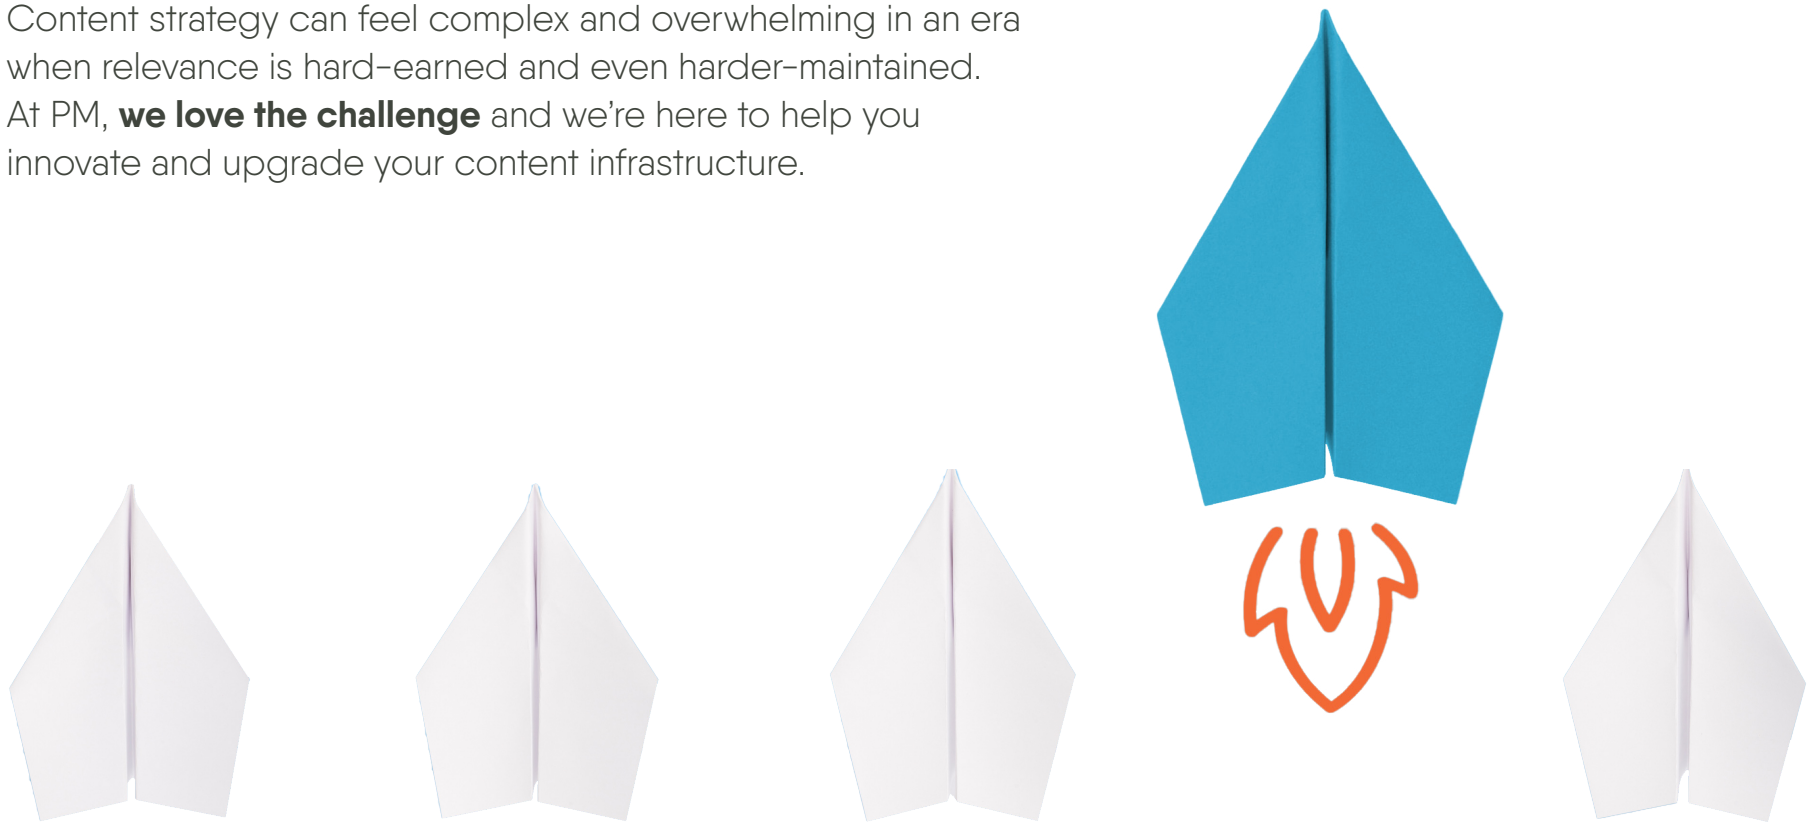 Content strategy can feel complex and overwhelming in an era
when relevance is hard-earned and even harder-maintained.
At PM, we love the challenge and we’re here to help you
innovate and upgrade your content infrastructure.